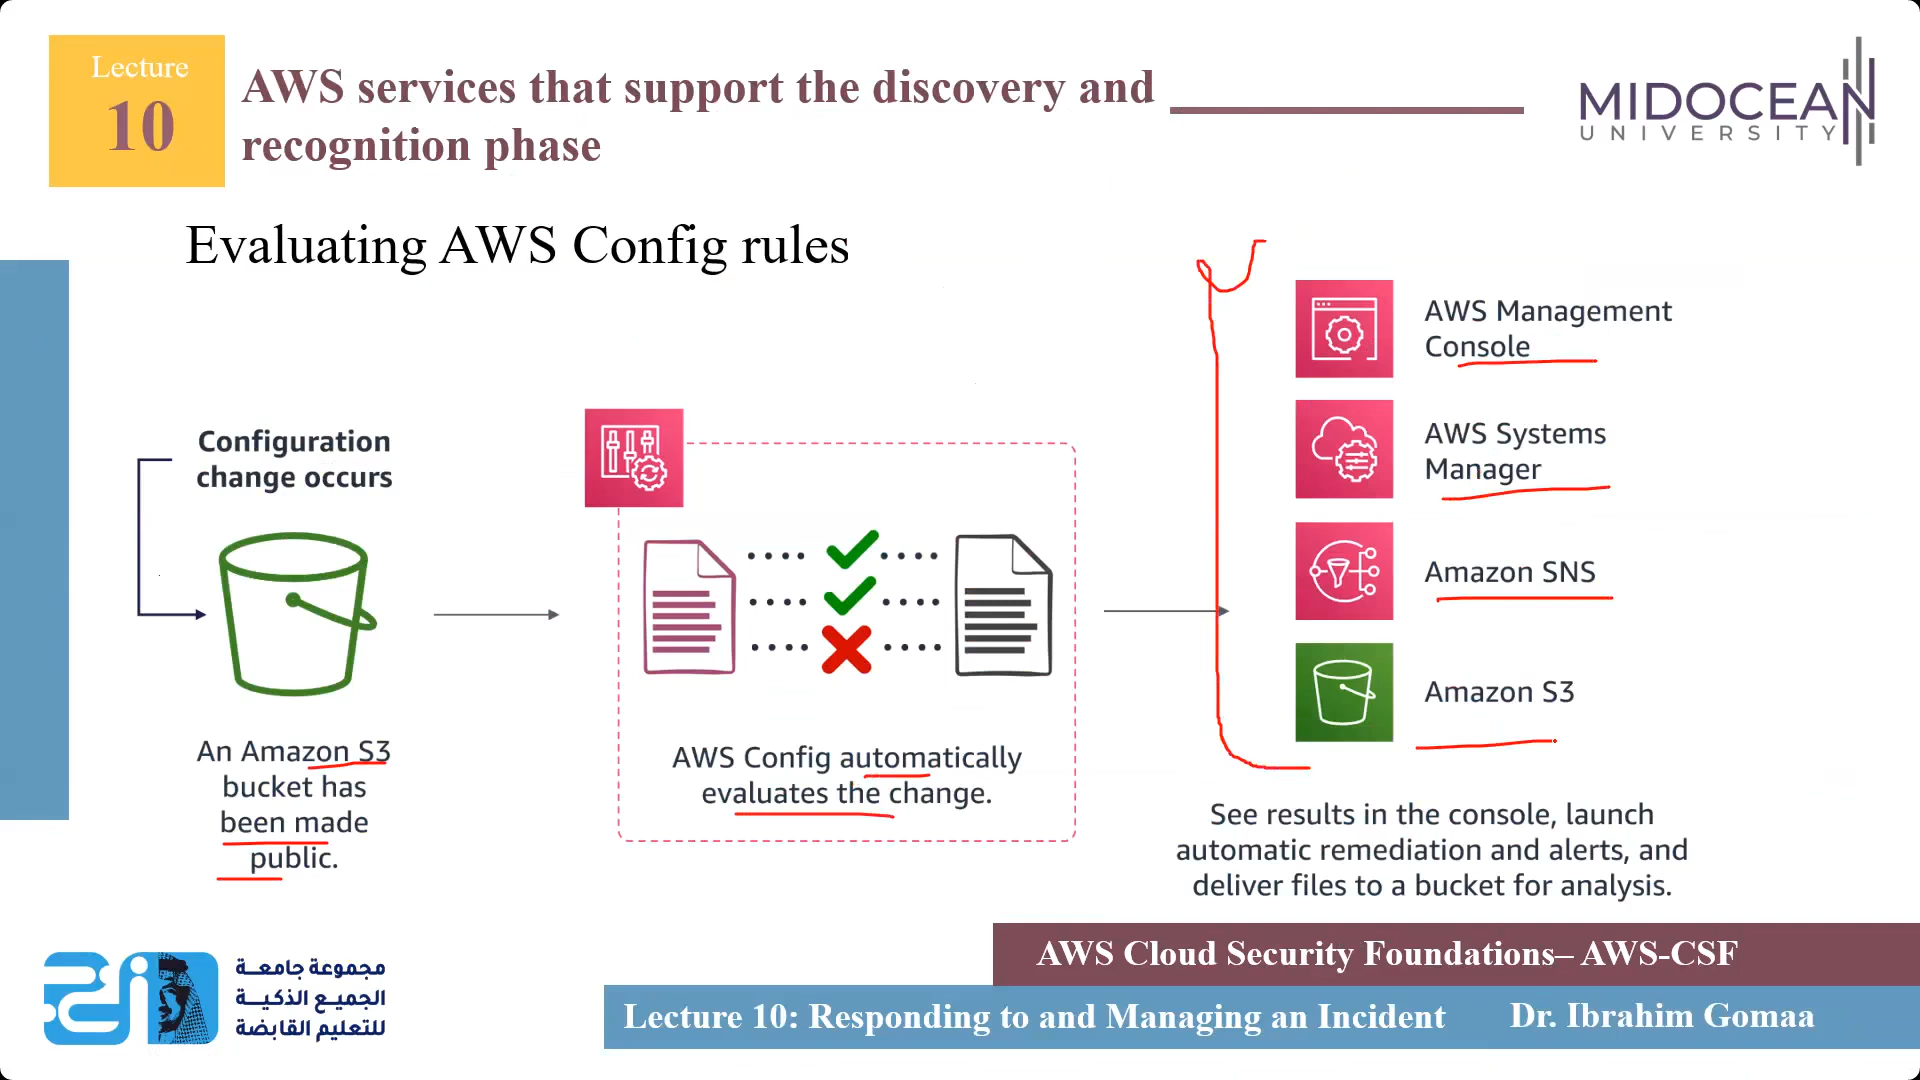 Lecture
10
AWS services that support the discovery and
recognition phase
MIDOCEAN
UNIVERSITY
Evaluating AWS Config rules
Configuration
change occurs
An Amazon S3
bucket has
been made
public.
AWS Config automatically
evaluates the change.
AWS Management
Console
AWS Systems
Manager
Amazon SNS
Amazon S3
See results in the console, launch
automatic remediation and alerts, and
deliver files to a bucket for analysis.
مجموعة جامعة
الجميع الذكية
للتعليم القابضة
AWS Cloud Security Foundations– AWS-CSF
Lecture 10: Responding to and Managing an Incident Dr. Ibrahim Gomaa